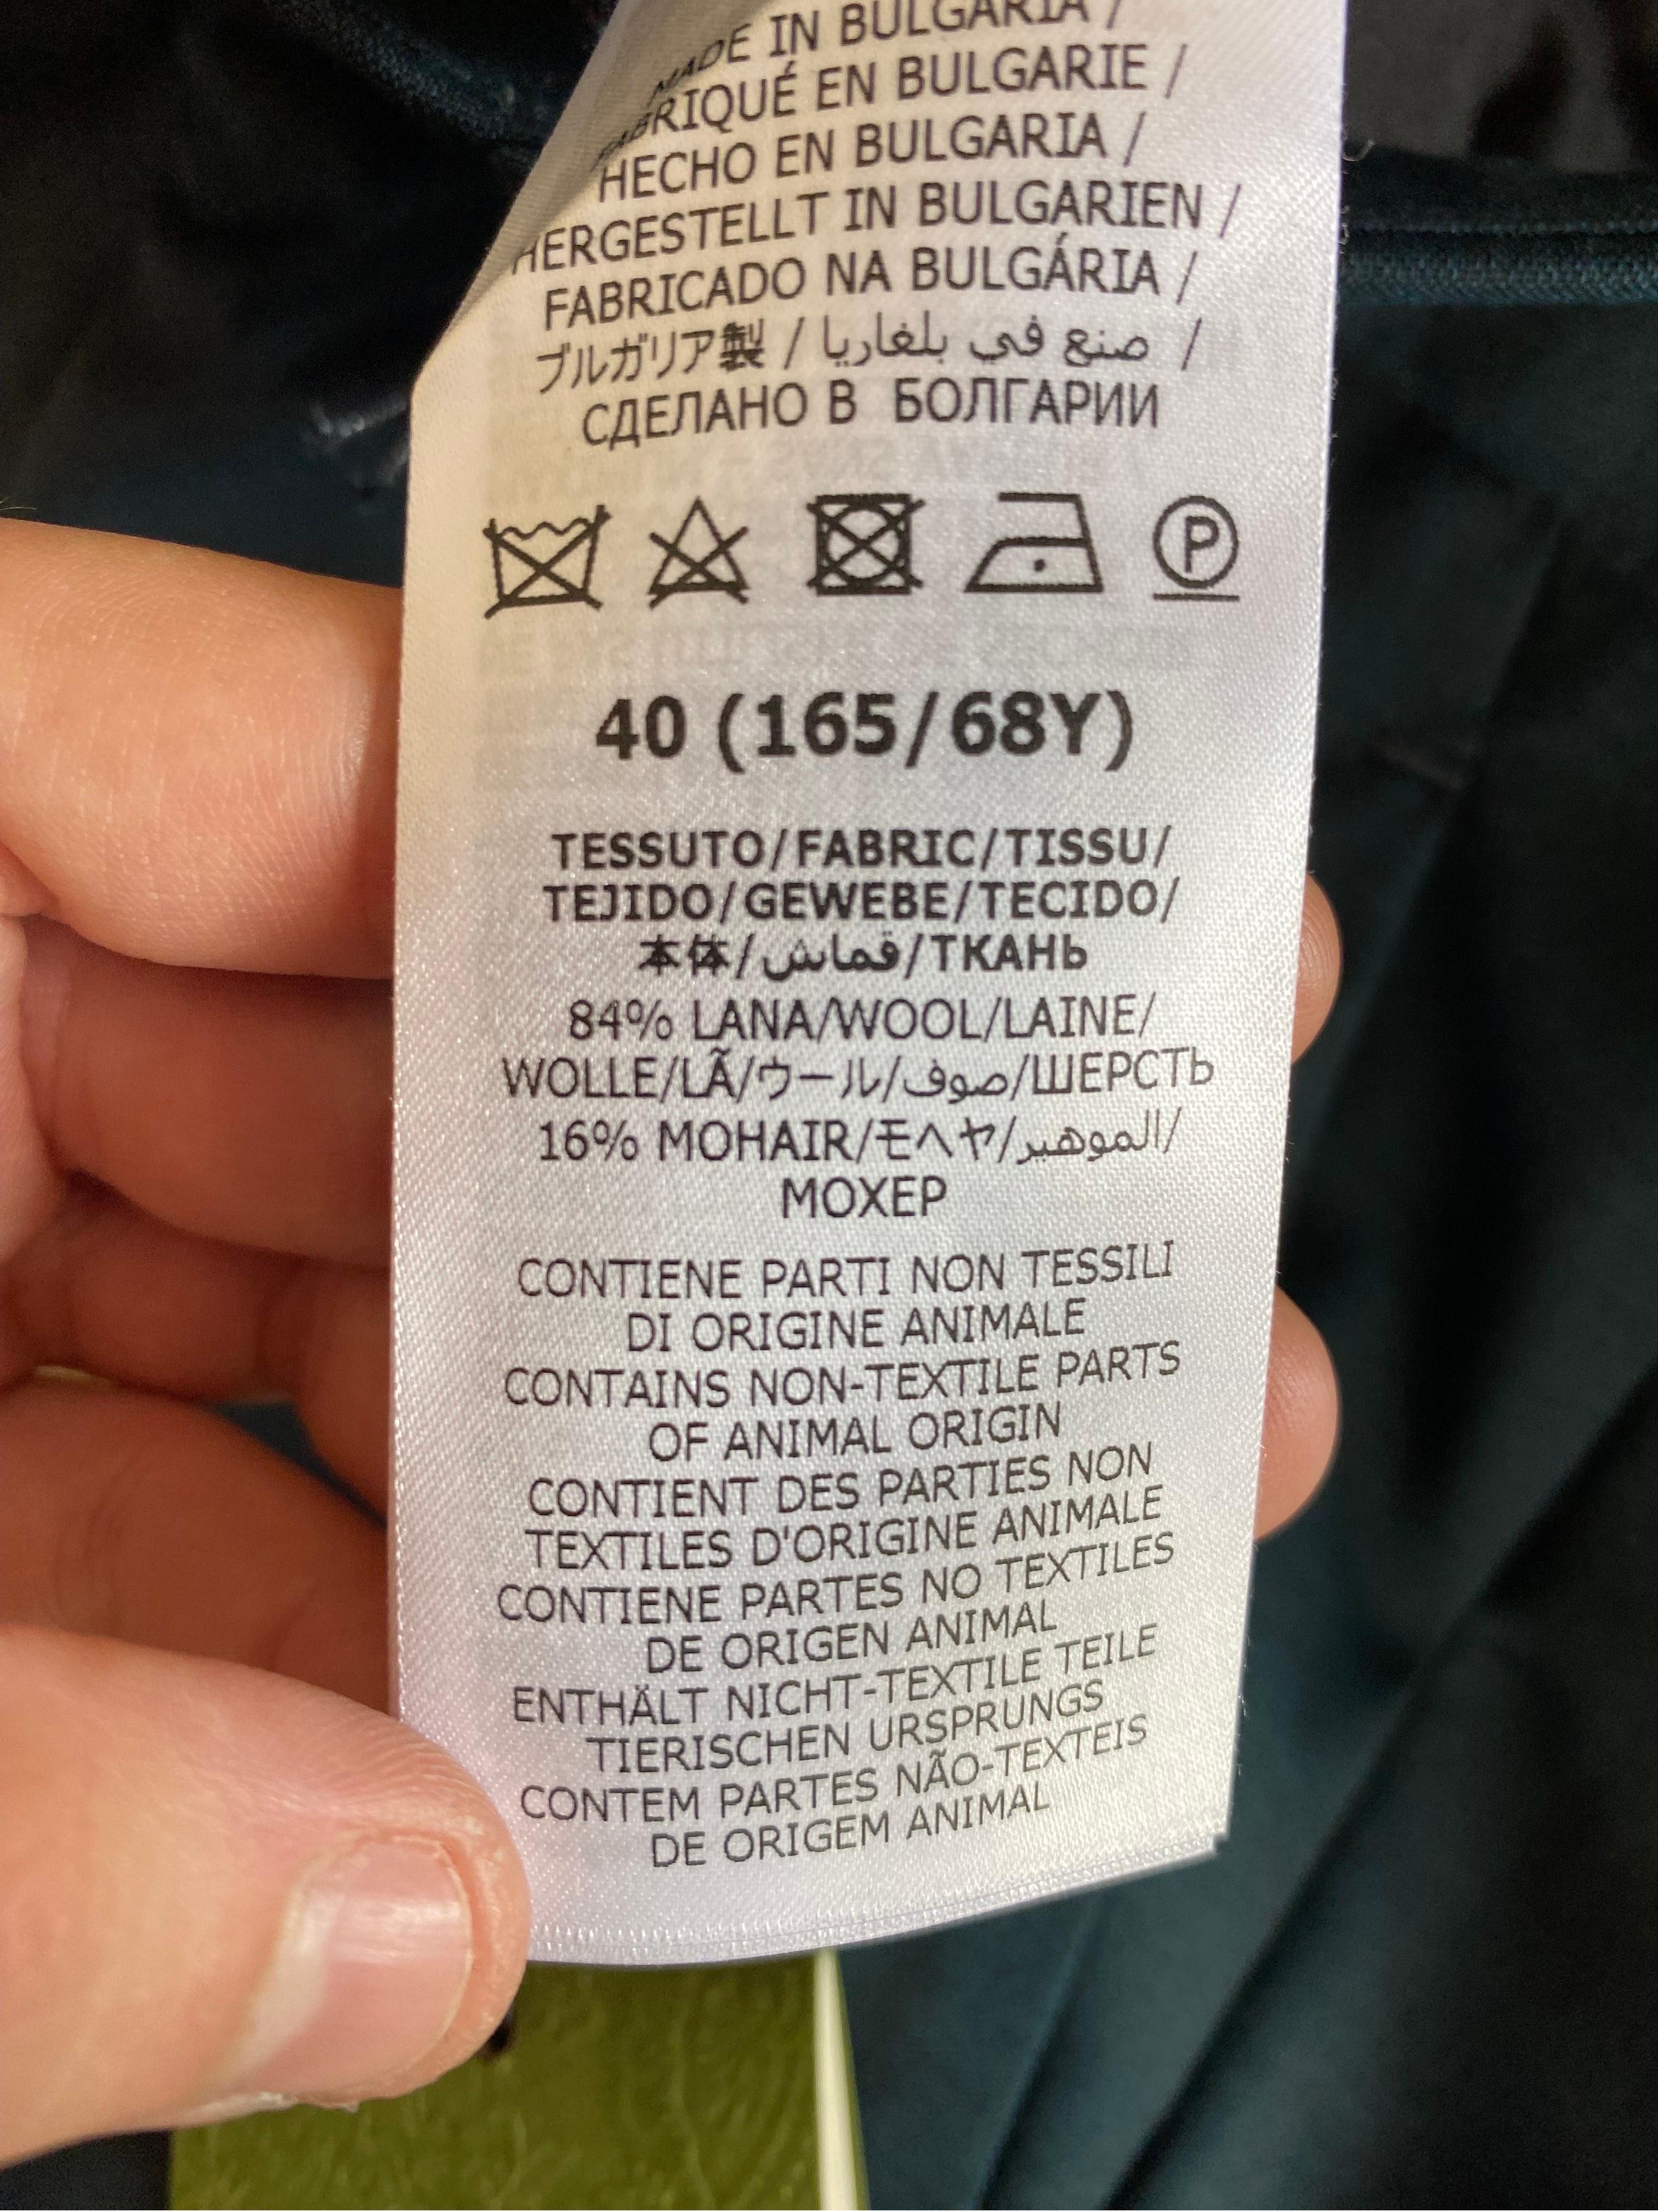 MADE IN BULGARIA /
FABRIQUÉ EN BULGARIE /
HECHO EN BULGARIA /
HERGESTELLT IN BULGARIEN /
FABRICADO NA BULGÁRIA /
ブルガリア製 / صنع في بلغاريا /
СДЕЛАНО В БОЛГАРИИ
P
40 (165/68Y)
TESSUTO/FABRIC/TISSU/
TEJIDO/GEWEBE/TECIDO/
本体/قماش/ТКАНЬ
84% LANA/WOOL/LAINE/
WOLLE/LÃ/ウール/صوف/ШЕРСТЬ
16% MOHAIR/モヘヤ/الموهير/
МОХЕР
CONTIENE PARTI NON TESSILI
DI ORIGINE ANIMALE
CONTAINS NON-TEXTILE PARTS
OF ANIMAL ORIGIN
CONTIENT DES PARTIES NON
TEXTILES D'ORIGINE ANIMALE
CONTIENE PARTES NO TEXTILES
DE ORIGEN ANIMAL
ENTHÄLT NICHT-TEXTILE TEILE
TIERISCHEN URSPRUNGS
CONTEM PARTES NÃO-TEXTEIS
DE ORIGEM ANIMAL